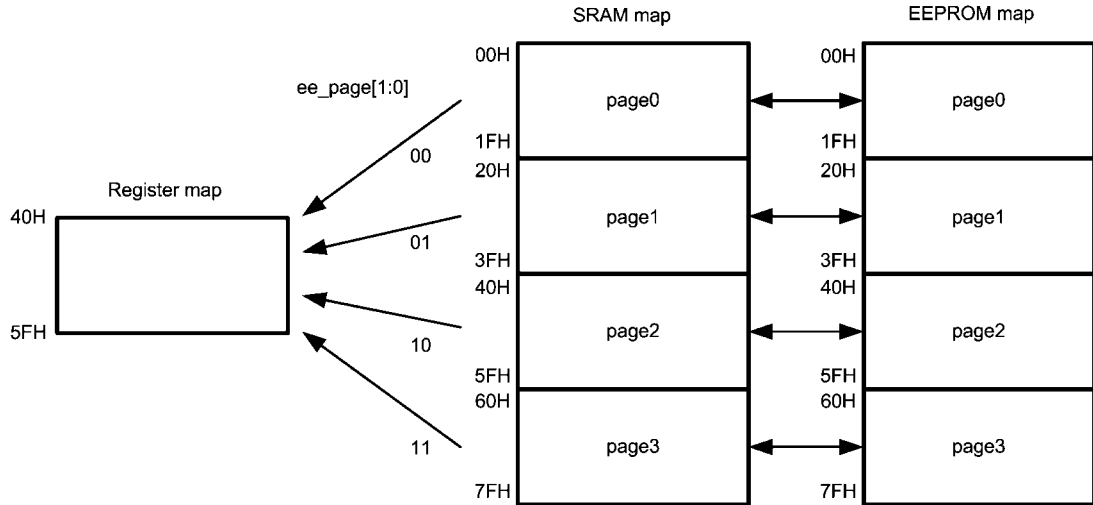 SRAM map
EEPROM map
ee_page[1:0]
00
01
10
11
Register map
40H
5FH
00H
page0
1FH
20H
page1
3FH
40H
page2
5FH
60H
page3
7FH
00H
page0
1FH
20H
page1
3FH
40H
page2
5FH
60H
page3
7FH